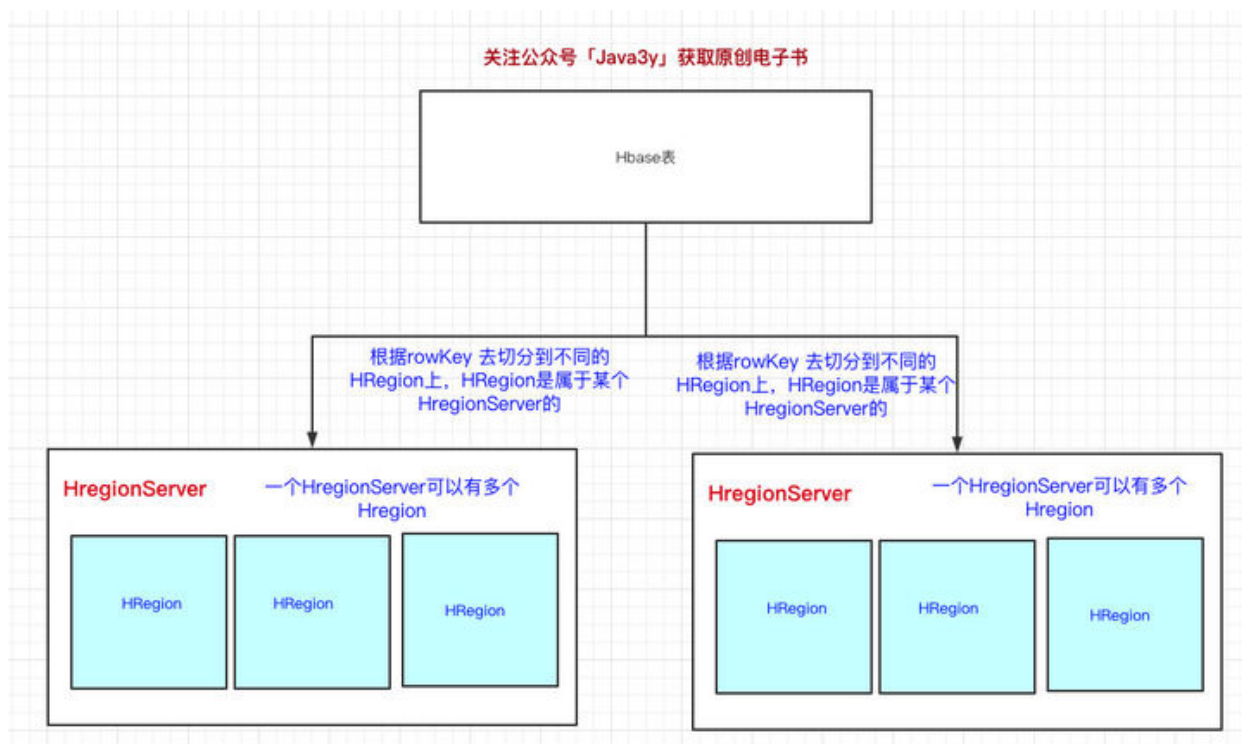 关注公众号「Java3y」获取原创电子书
Hbase表
根据rowKey 去切分到不同的
HRegion上，HRegion是属于某个
HregionServer的
根据rowKey 去切分到不同的
HRegion上，HRegion是属于某个
HregionServer的
HregionServer
一个HregionServer可以有多个
Hregion
HRegion
HRegion
HRegion
HregionServer
一个HregionServer可以有多个
Hregion
HRegion
HRegion
HRegion